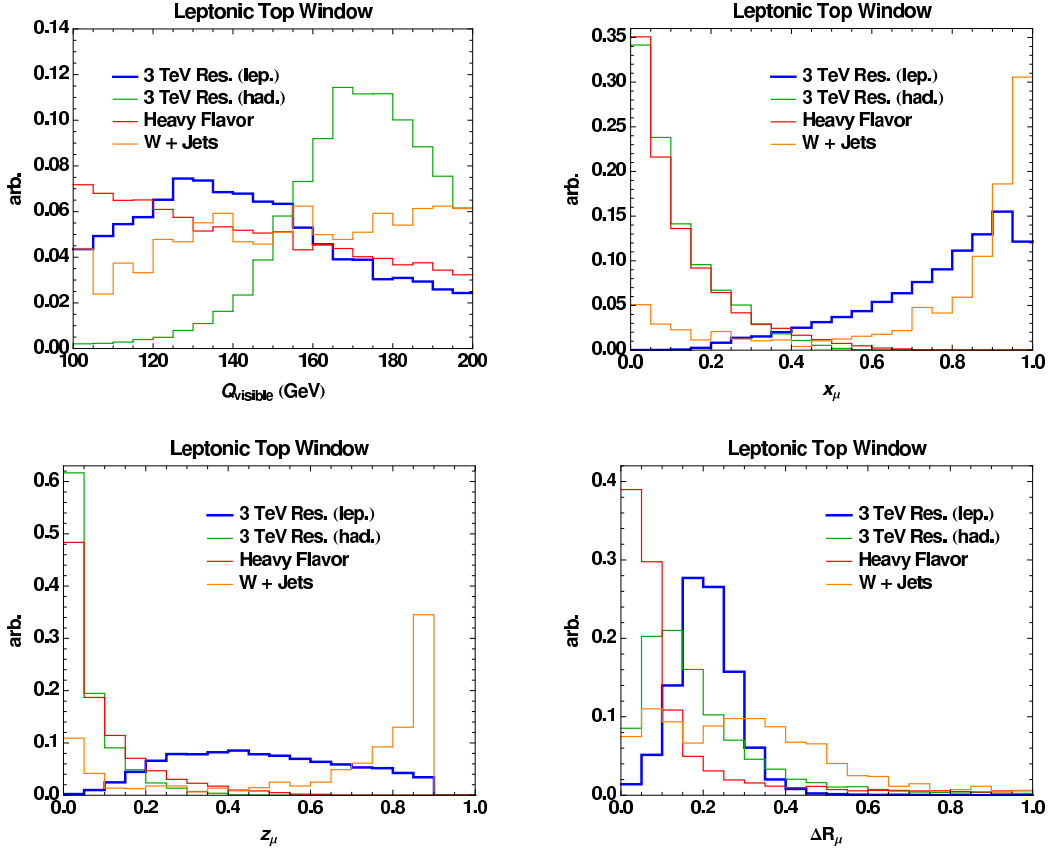 Leptonic Top Window
0.14
0.12
0.10
0.08
0.06
0.04
0.02
0.00
arb.
3 TeV Res. (lep.)
3 TeV Res. (had.)
Heavy Flavor
W + Jets
100 120 140 160 180 200
Qvisible (GeV)
Leptonic Top Window
0.35
0.30
0.25
0.20
0.15
0.10
0.05
0.00
arb.
3 TeV Res. (lep.)
3 TeV Res. (had.)
Heavy Flavor
W + Jets
0.0 0.2 0.4 0.6 0.8 1.0
xμ
Leptonic Top Window
0.6
0.5
0.4
0.3
0.2
0.1
0.0
arb.
3 TeV Res. (lep.)
3 TeV Res. (had.)
Heavy Flavor
W + Jets
0.0 0.2 0.4 0.6 0.8 1.0
zμ
Leptonic Top Window
0.4
0.3
0.2
0.1
0.0
arb.
3 TeV Res. (lep.)
3 TeV Res. (had.)
Heavy Flavor
W + Jets
0.0 0.2 0.4 0.6 0.8 1.0
ΔRμ